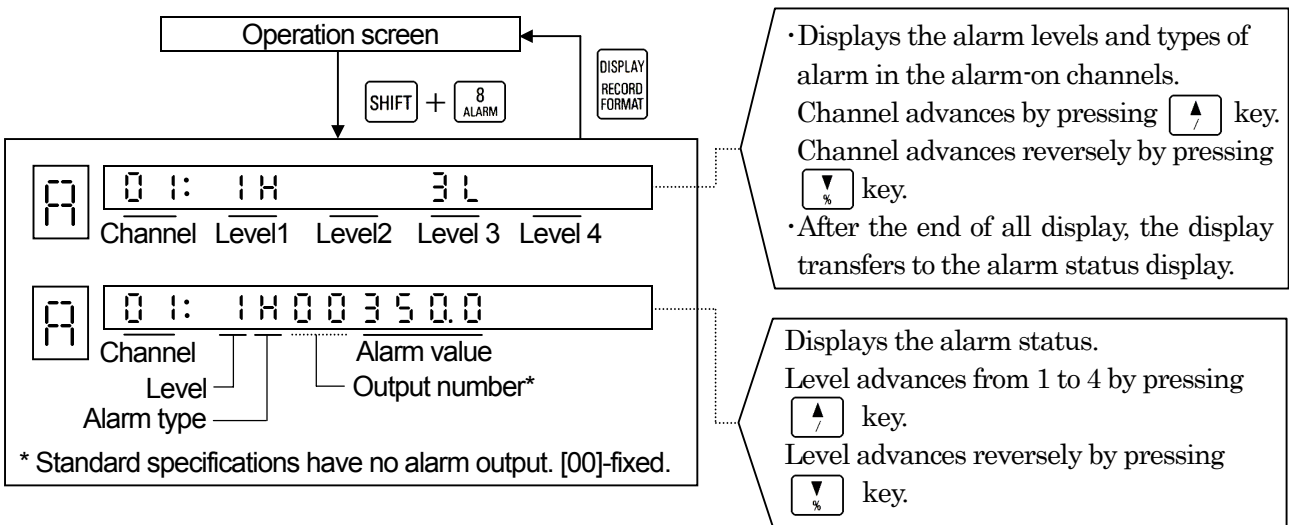 Operation screen
SHIFT + 8 ALARM
DISPLAY
RECORD
FORMAT
A 01: 1H 3L
Channel Level1 Level2 Level 3 Level 4
A 01: 1H00350.0
Channel Alarm value
Level Output number*
Alarm type
* Standard specifications have no alarm output. [00]-fixed.
・Displays the alarm levels and types of
alarm in the alarm-on channels.
Channel advances by pressing ▲ / key.
Channel advances reversely by pressing
▼ % key.
・After the end of all display, the display
transfers to the alarm status display.
Displays the alarm status.
Level advances from 1 to 4 by pressing
▲ / key.
Level advances reversely by pressing
▼ % key.